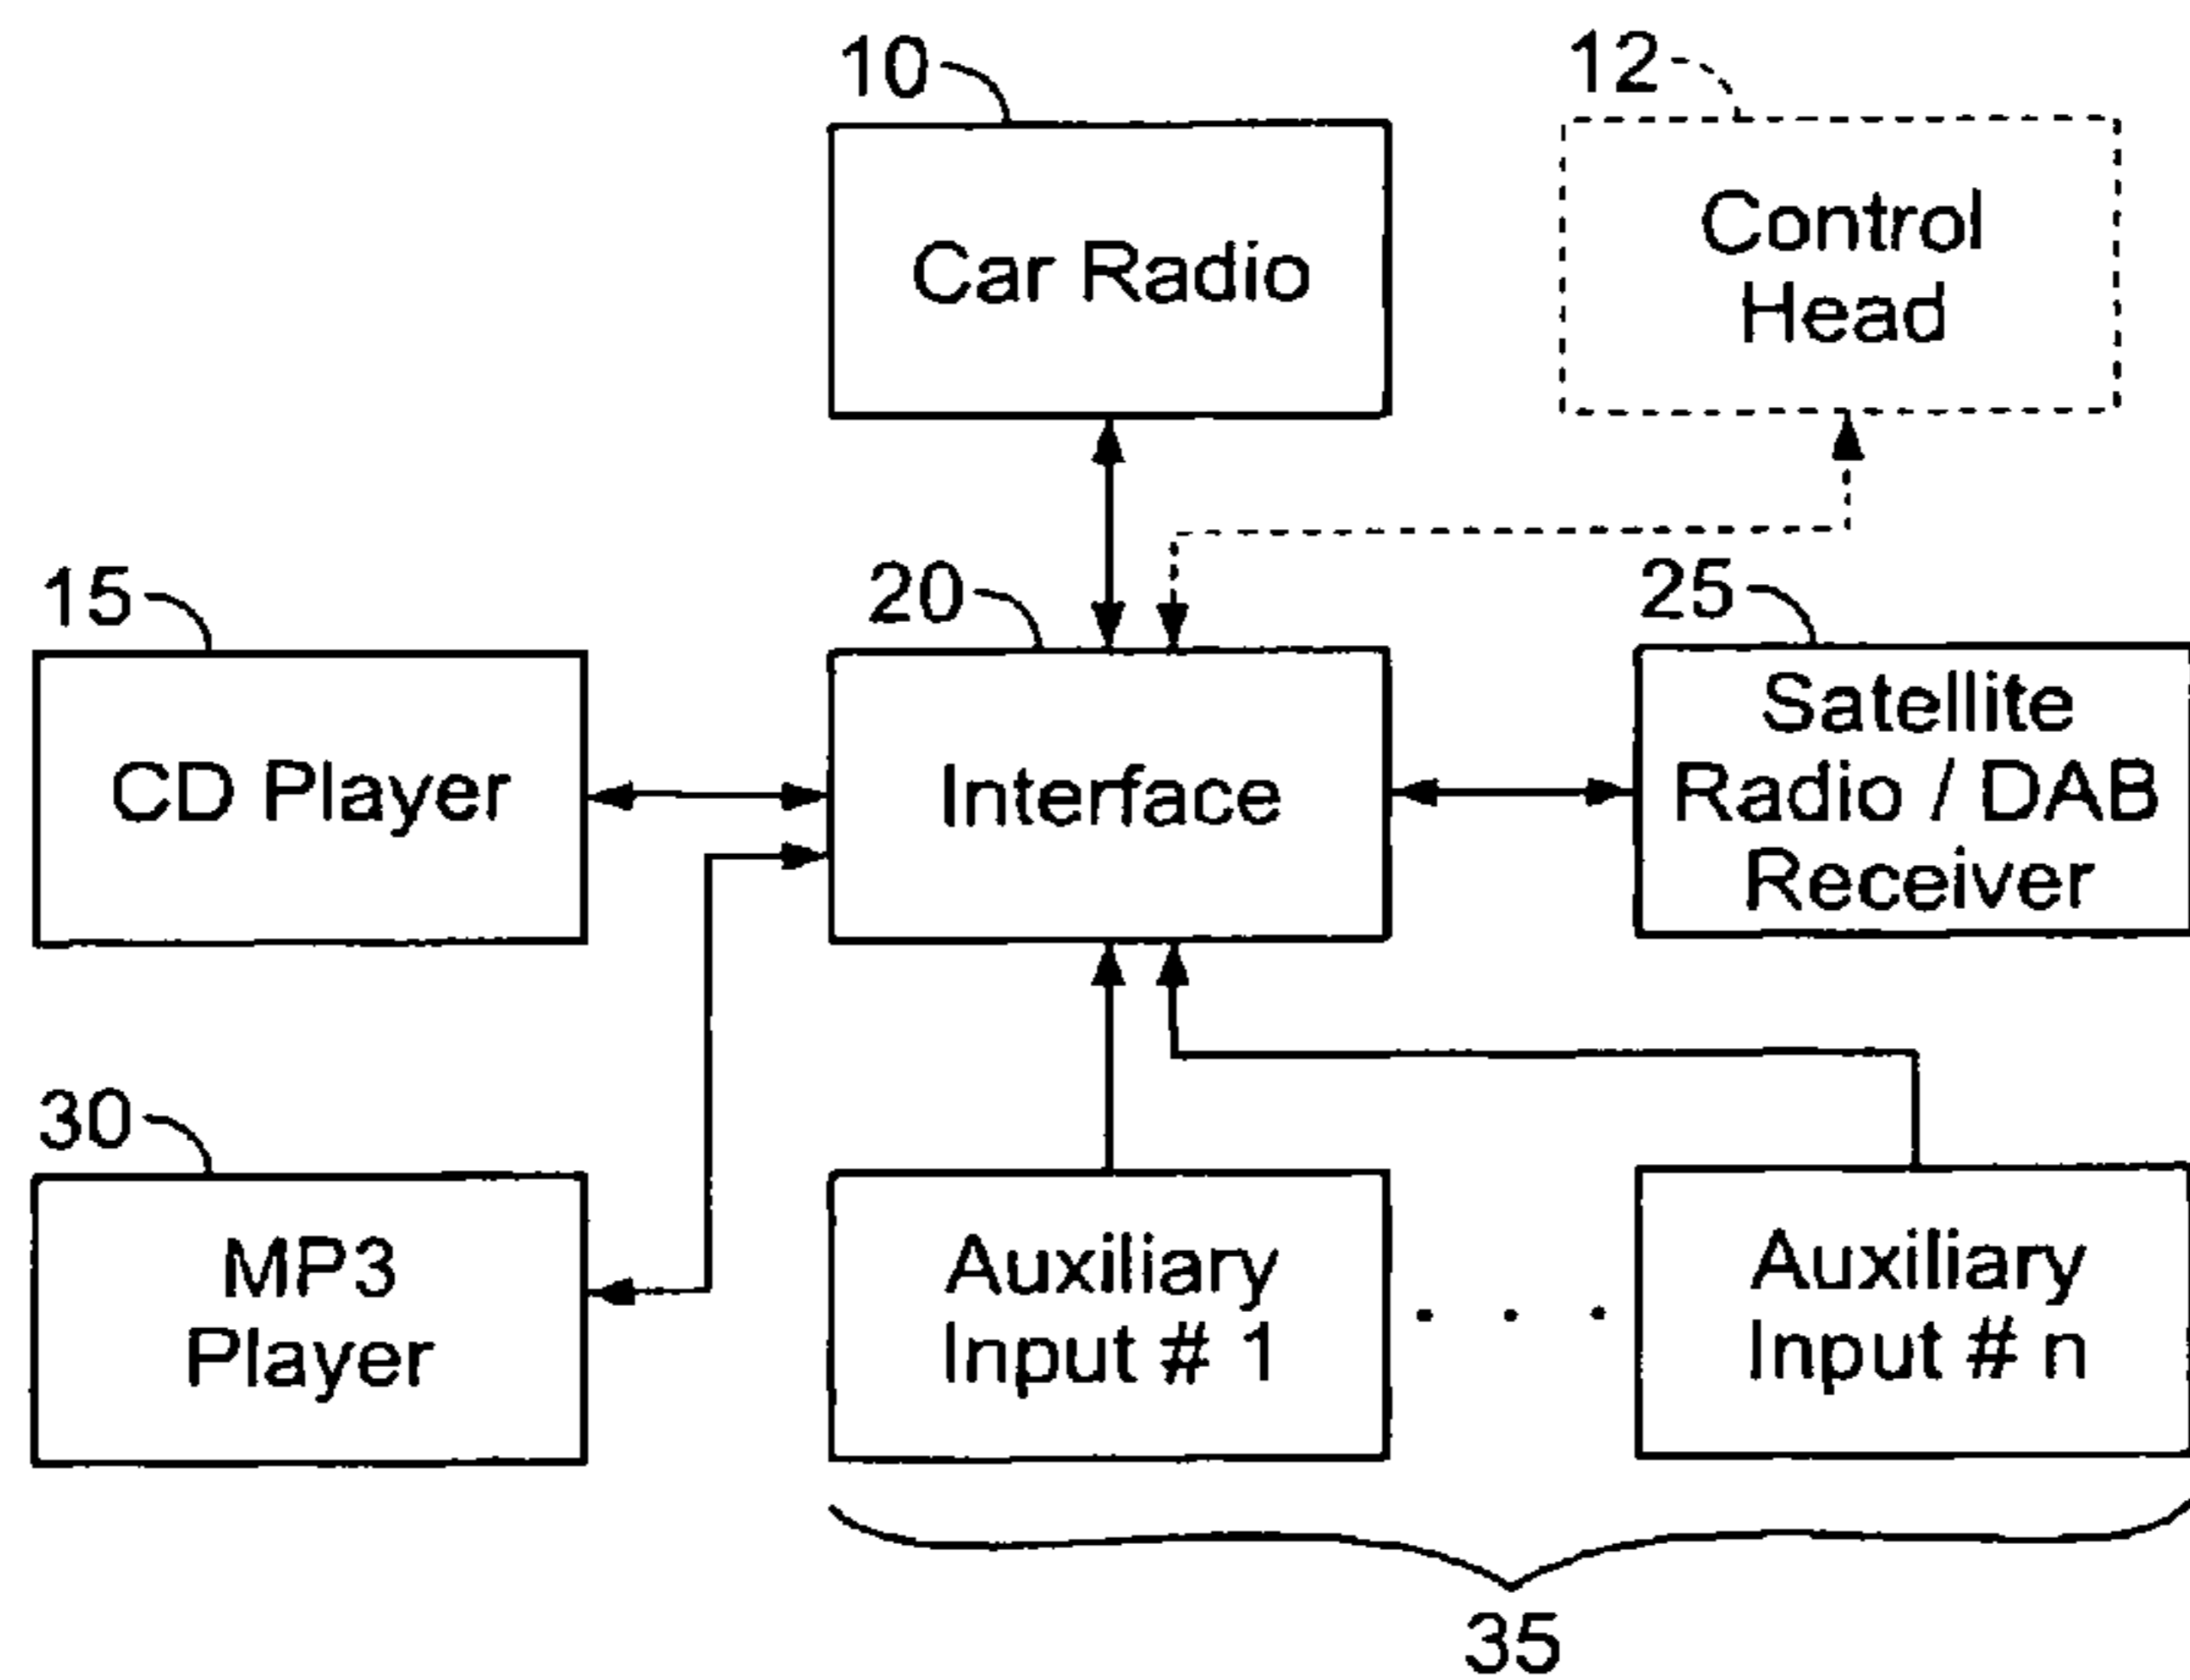 10
12
Car Radio
Control
Head
15
20
25
CD Player
Interface
Satellite
Radio / DAB
Receiver
30
MP3
Player
Auxiliary
Input # 1
. . .
Auxiliary
Input # n
35